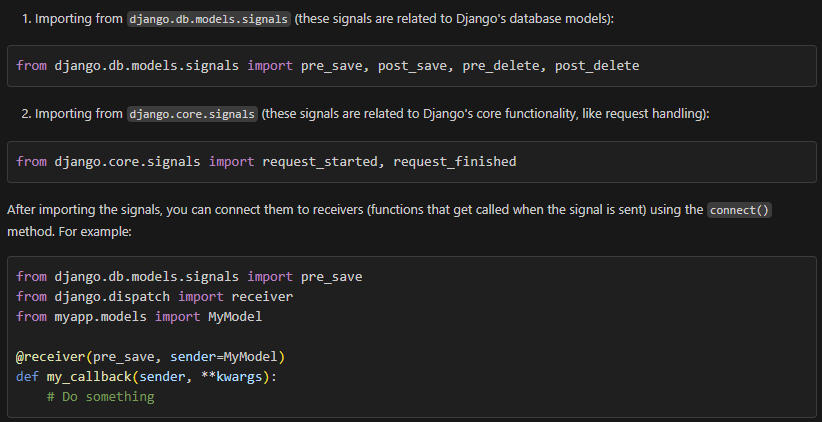 1. Importing from django.db.models.signals (these signals are related to Django's database models):
from django.db.models.signals import pre_save, post_save, pre_delete, post_delete
2. Importing from django.core.signals (these signals are related to Django's core functionality, like request handling):
from django.core.signals import request_started, request_finished
After importing the signals, you can connect them to receivers (functions that get called when the signal is sent) using the connect()
method. For example:
from django.db.models.signals import pre_save
from django.dispatch import receiver
from myapp.models import MyModel
@receiver(pre_save, sender=MyModel)
def my_callback(sender, **kwargs):
    # Do something